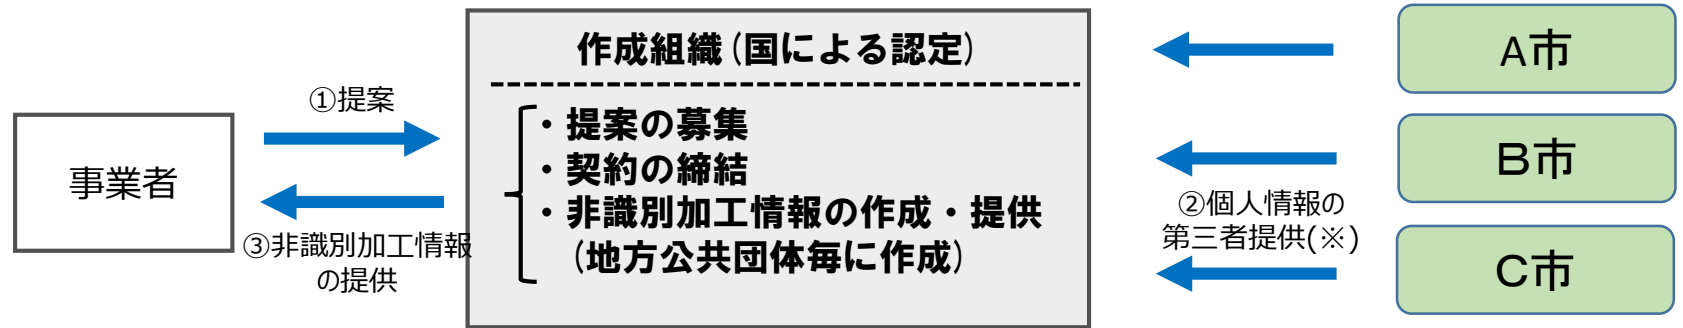 作成組織(国による認定)
・提案の募集
・契約の締結
・非識別加工情報の作成・提供
(地方公共団体毎に作成)
事業者
①提案
③非識別加工情報
の提供
②個人情報の
第三者提供(※)
A市
B市
C市